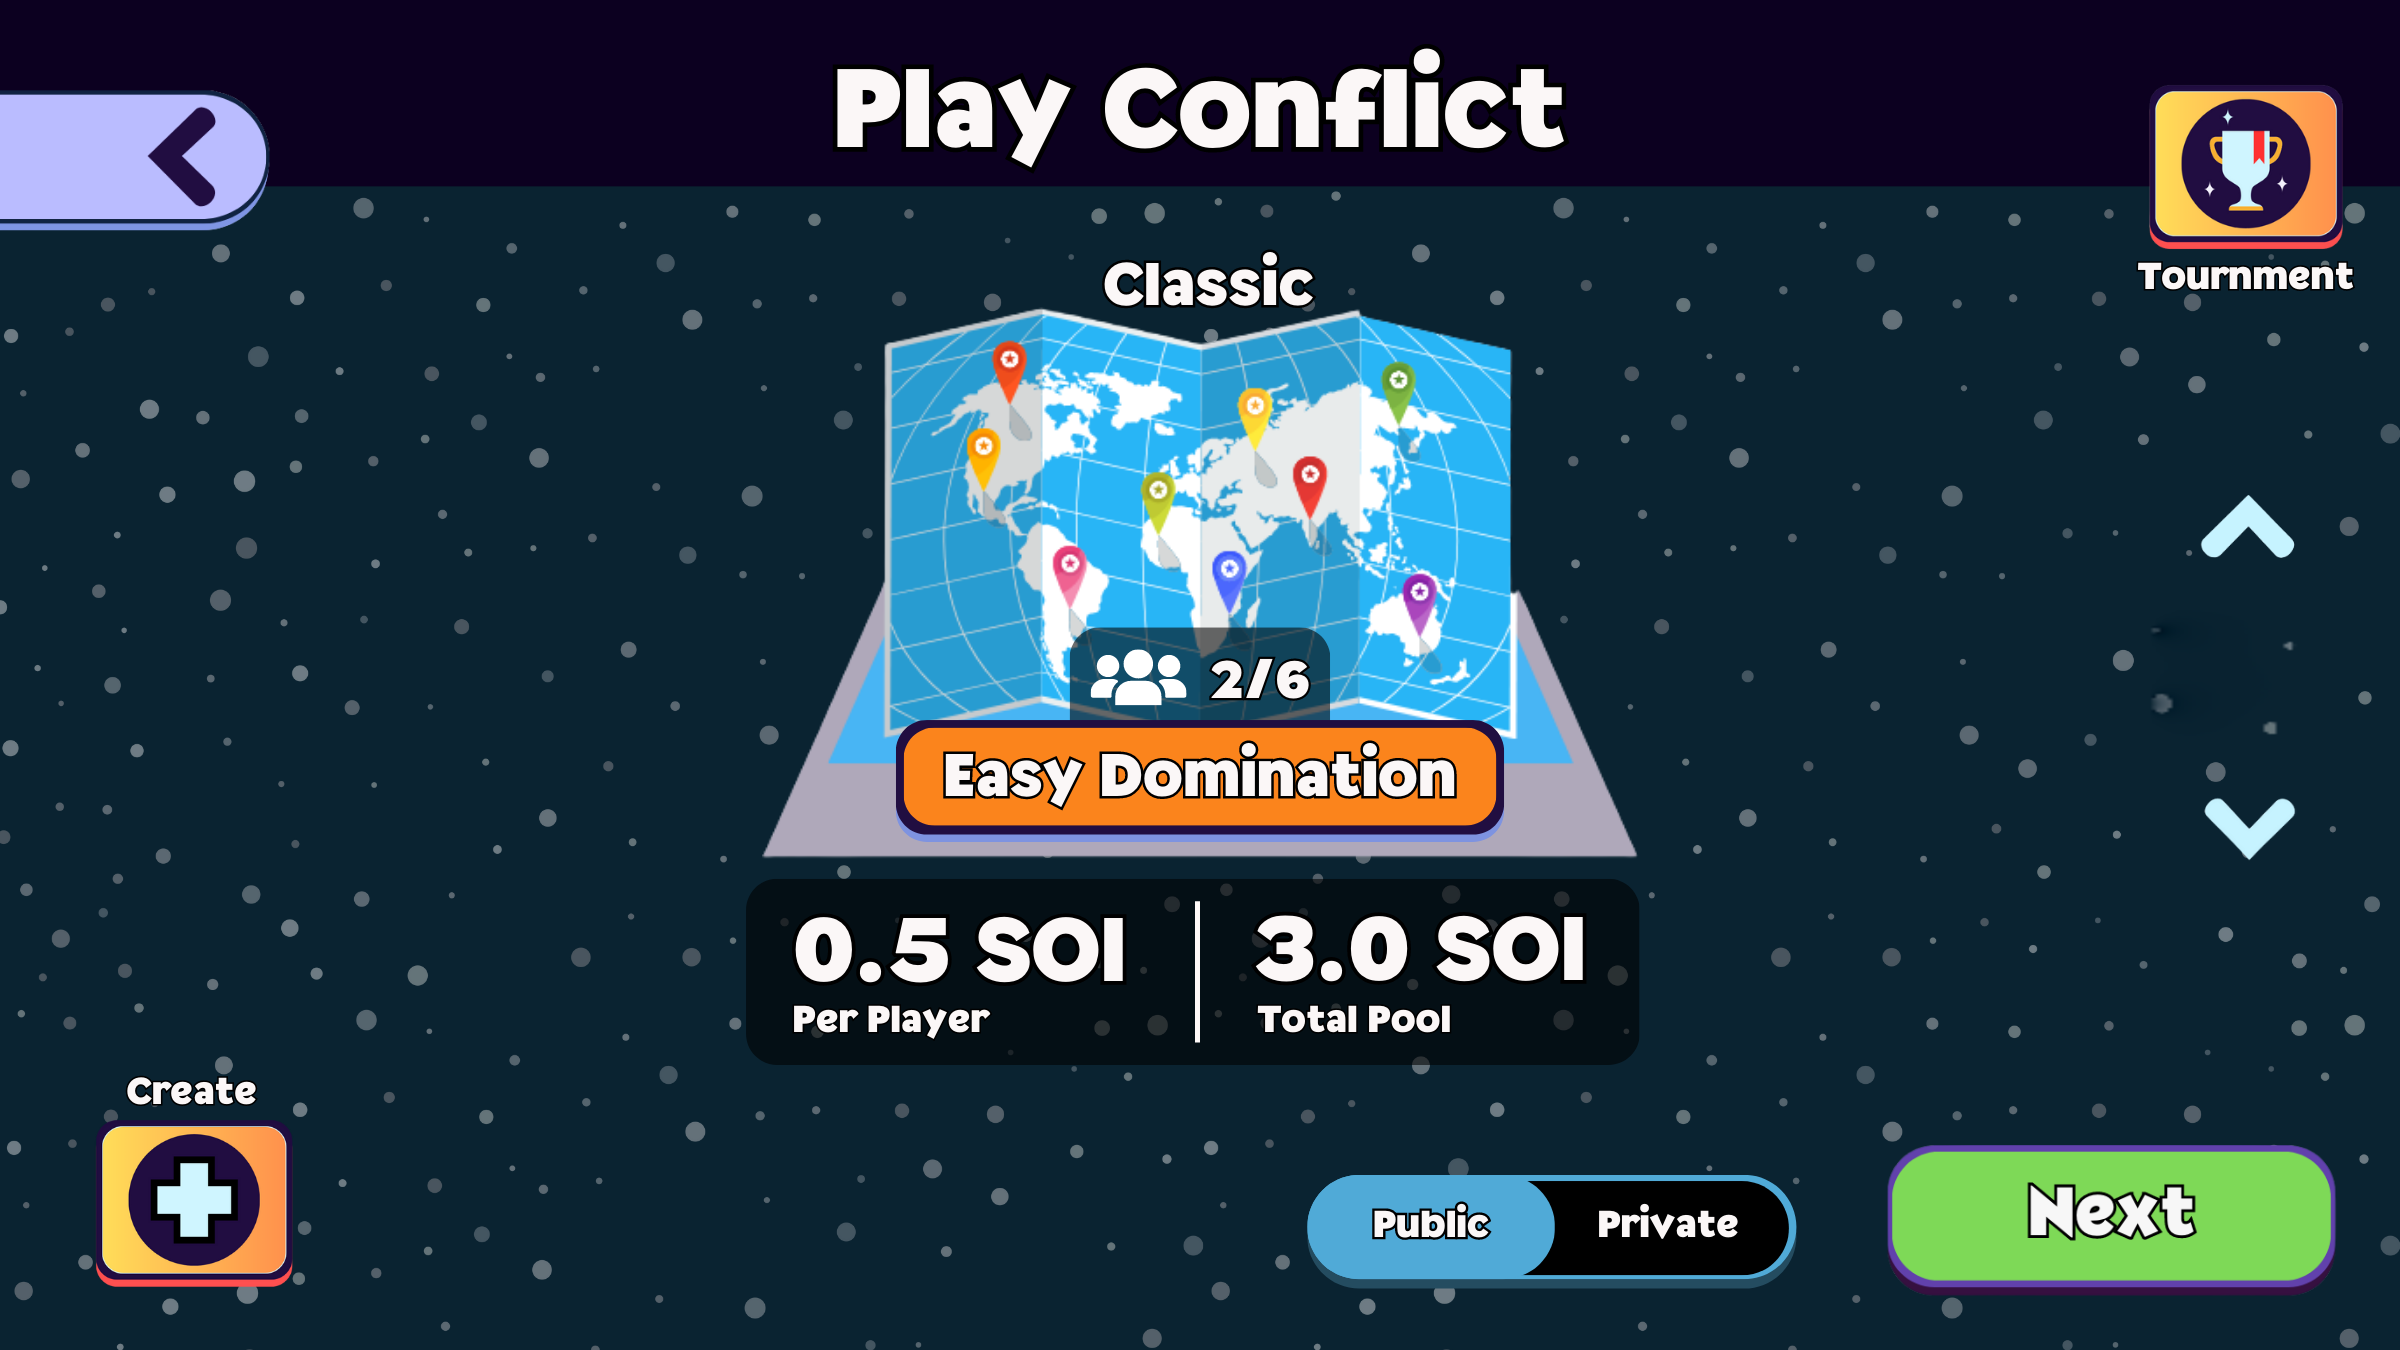 Play Conflict
Tournment
Classic
2/6
Easy Domination
0.5 SOl
Per Player
3.0 SOl
Total Pool
Create
Public
Private
Next